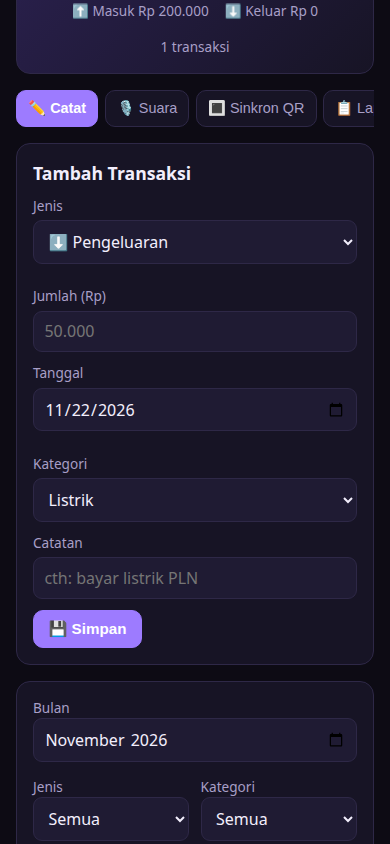 ⬆️ Masuk Rp 200.000 ⬇️ Keluar Rp 0
1 transaksi
✏️ Catat 🎙️ Suara 🔳 Sinkron QR 📋 La
Tambah Transaksi
Jenis
⬇️ Pengeluaran
Jumlah (Rp)
50.000
Tanggal
11/22/2026
Kategori
Listrik
Catatan
cth: bayar listrik PLN
💾 Simpan
Bulan
November 2026
Jenis Kategori
Semua Semua